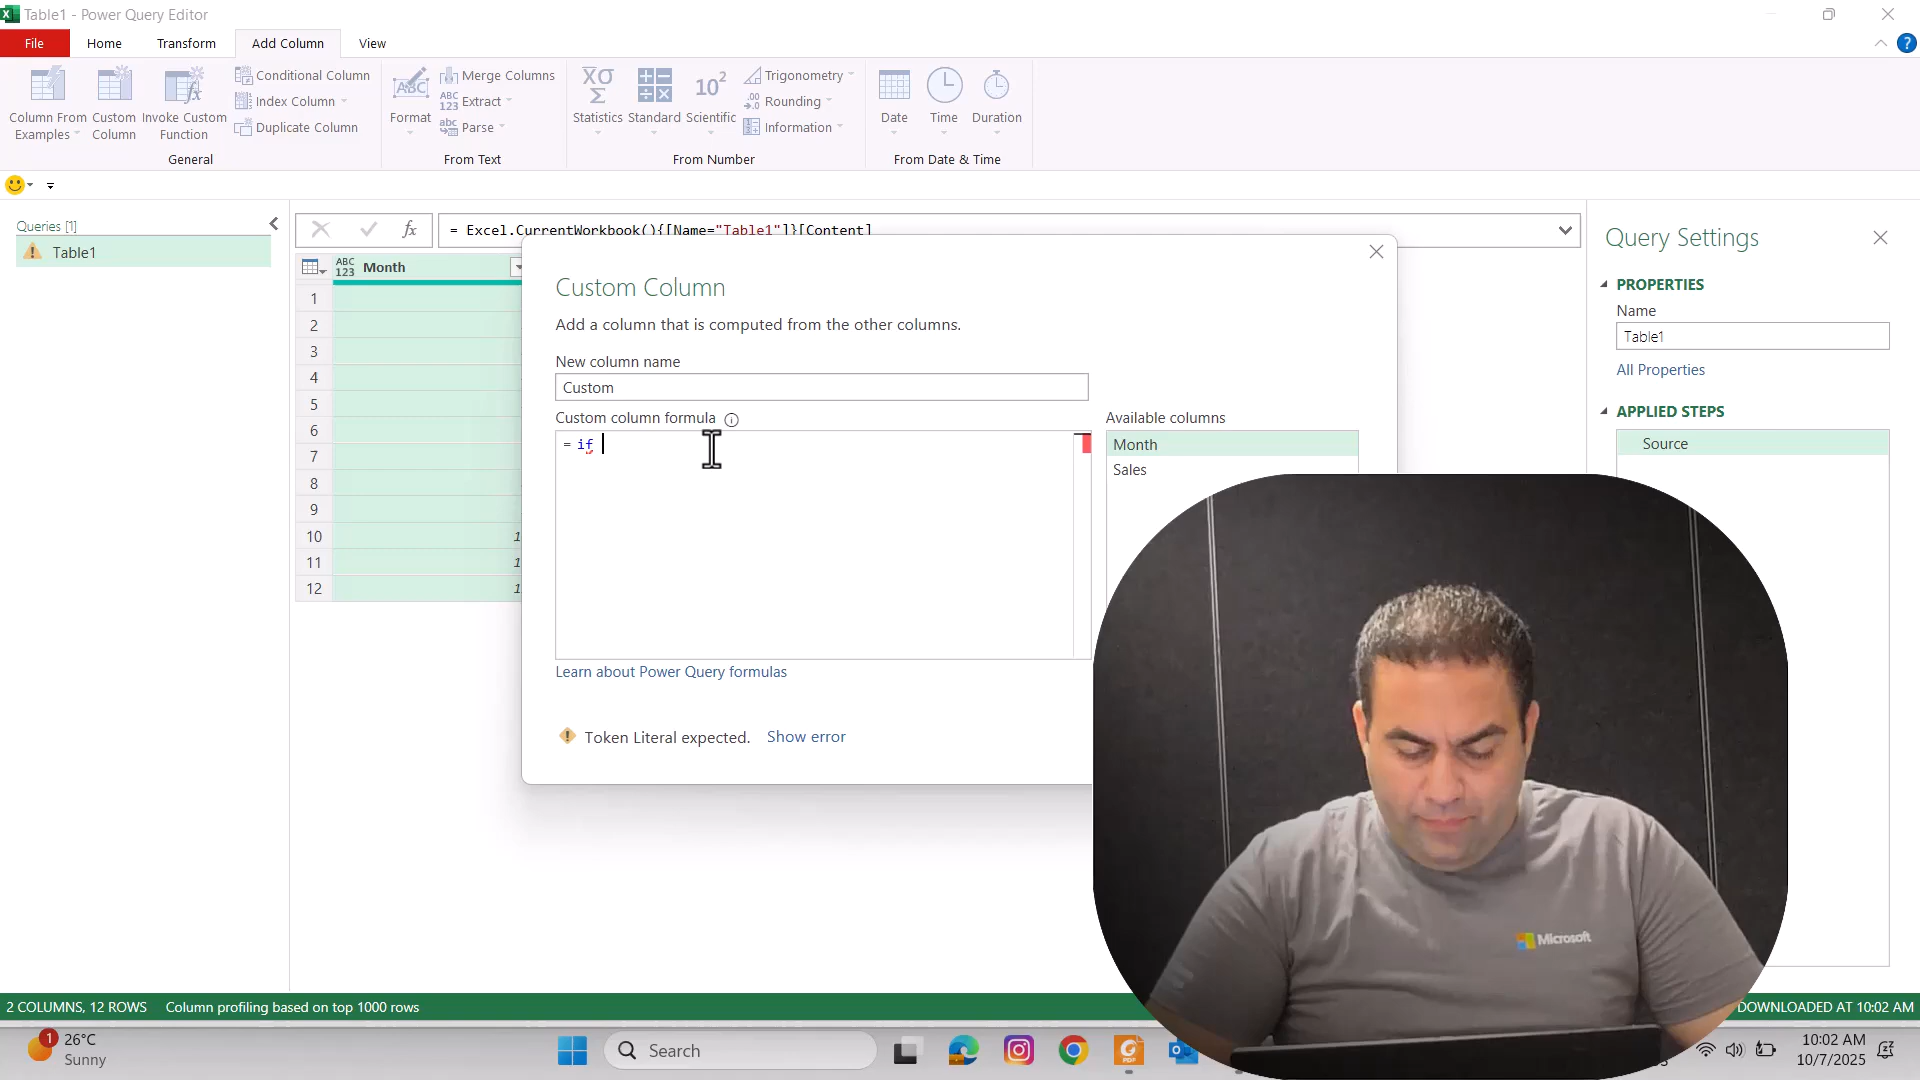 Table1 - Power Query Editor
File
Home
Transform
Add Column
View
Column From Examples
Custom Column
Invoke Custom Function
Conditional Column
Index Column
Duplicate Column
General
Format
Merge Columns
Extract
Parse
From Text
Statistics
Standard
Scientific
Trigonometry
Rounding
Information
From Number
Date
Time
Duration
From Date & Time
Queries [1]
Table1
= Excel.CurrentWorkbook(){[Name="Table1"]}[Content]
ABC
123
Month
1
2
3
4
5
6
7
8
9
10
11
12
1
1
1
Custom Column
Add a column that is computed from the other columns.
New column name
Custom
Custom column formula
= if
Available columns
Month
Sales
Learn about Power Query formulas
Token Literal expected.
Show error
Query Settings
PROPERTIES
Name
Table1
All Properties
APPLIED STEPS
Source
Microsoft
2 COLUMNS, 12 ROWS
Column profiling based on top 1000 rows
DOWNLOADED AT 10:02 AM
1
26°C
Sunny
Search
PDF
10:02 AM
10/7/2025